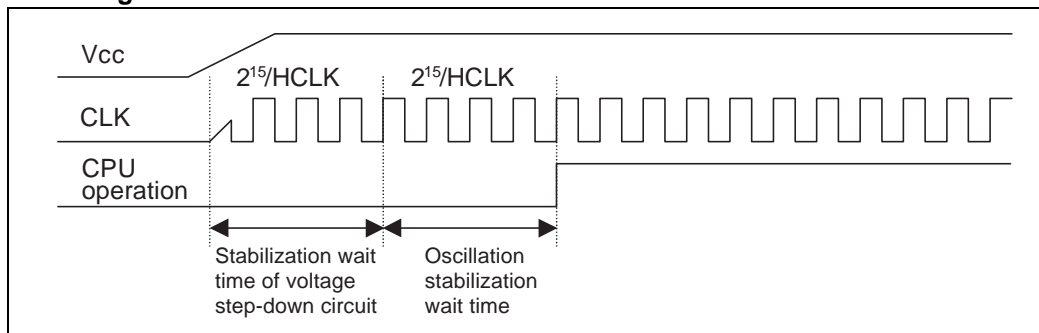 Vcc
2¹⁵/HCLK 2¹⁵/HCLK
CLK
CPU
operation
Stabilization wait
time of voltage
step-down circuit
Oscillation
stabilization
wait time